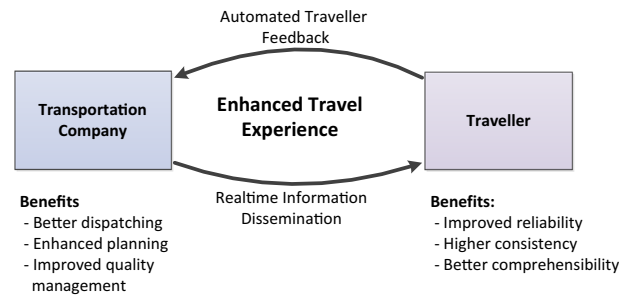 Automated Traveller
Feedback
Transportation
Company
Enhanced Travel
Experience
Traveller
Realtime Information
Dissemination
Benefits
- Better dispatching
- Enhanced planning
- Improved quality
management
Benefits:
- Improved reliability
- Higher consistency
- Better comprehensibility